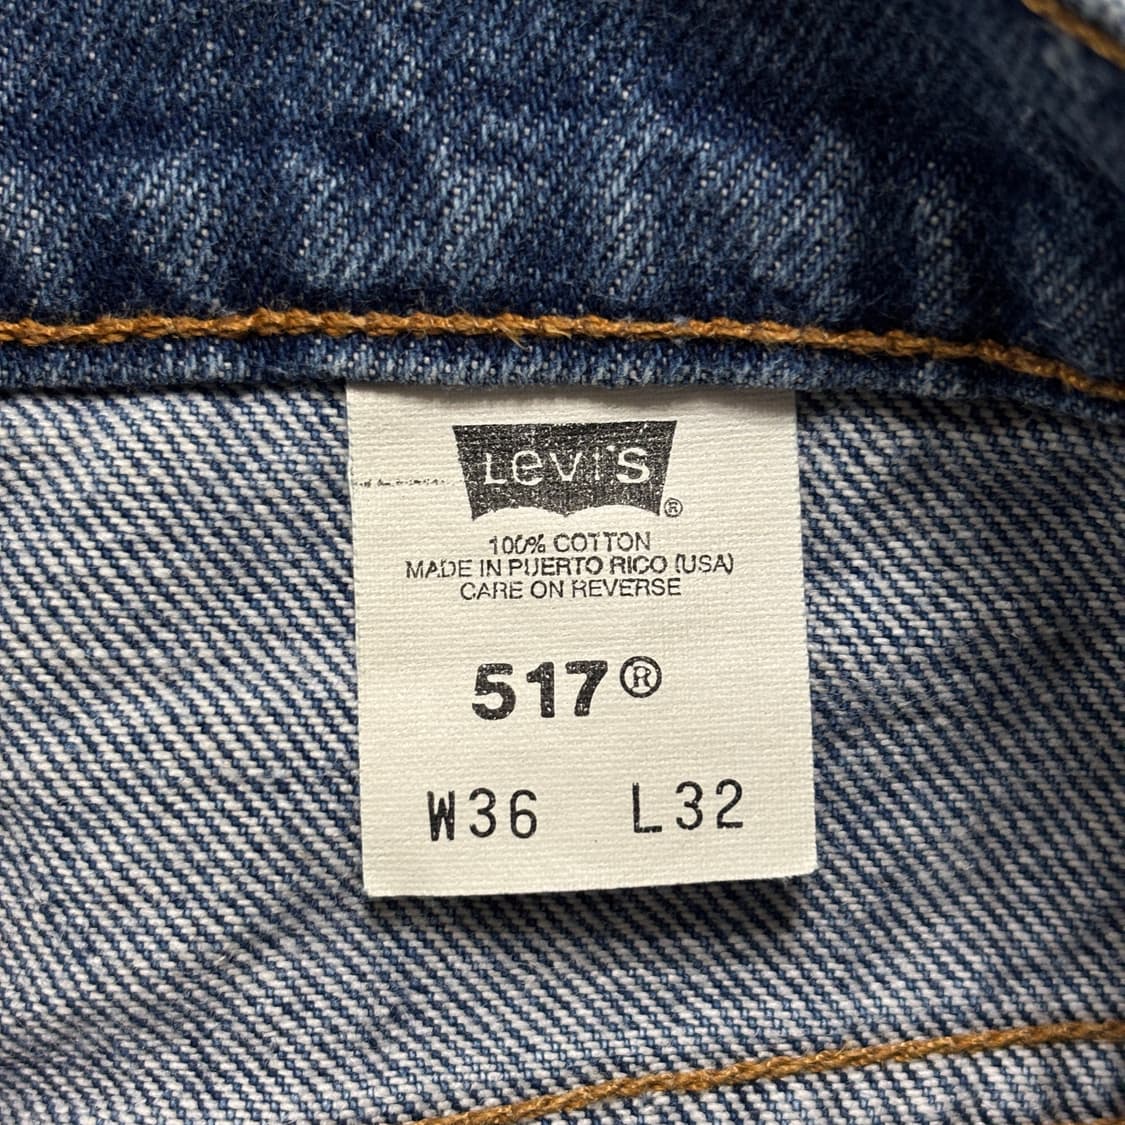 Levi's ®
100% COTTON
MADE IN PUERTO RICO (USA)
CARE ON REVERSE
517®
W36 L32